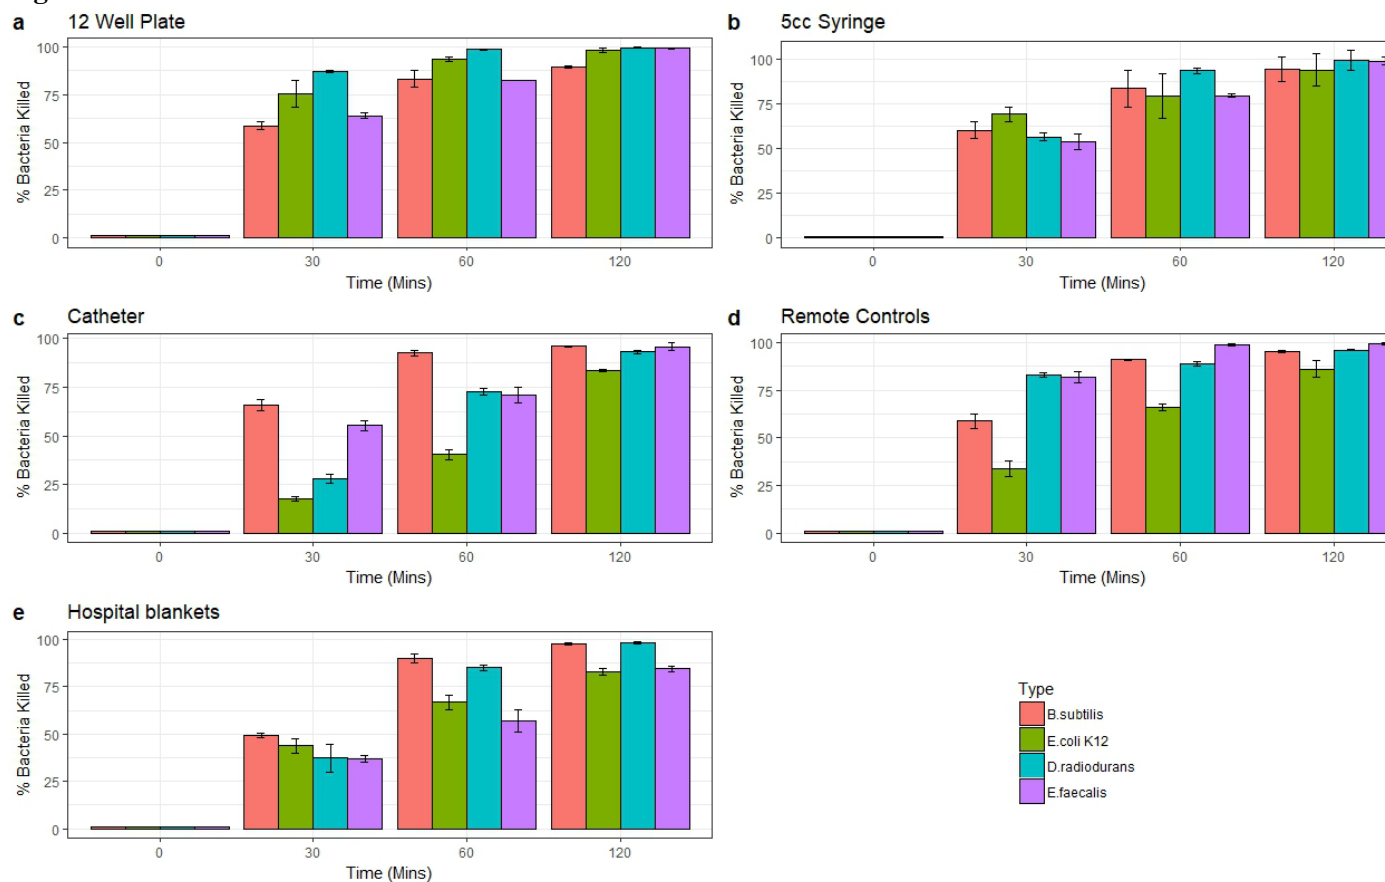 a 12 Well Plate
% Bacteria Killed
100
75
50
25
0
0 30 60 120
Time (Mins)
b 5cc Syringe
% Bacteria Killed
100
75
50
25
0
0 30 60 120
Time (Mins)
c Catheter
% Bacteria Killed
100
75
50
25
0
0 30 60 120
Time (Mins)
d Remote Controls
% Bacteria Killed
100
75
50
25
0
0 30 60 120
Time (Mins)
e Hospital blankets
% Bacteria Killed
100
75
50
25
0
0 30 60 120
Time (Mins)
Type
B.subtilis
E.coli K12
D.radiodurans
E.faecalis